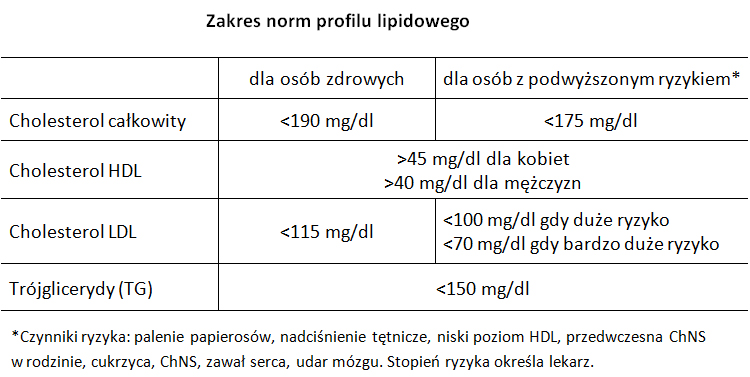 Zakres norm profilu lipidowego
dla osób zdrowych
dla osób z podwyższonym ryzykiem*
Cholesterol całkowity
<190 mg/dl
<175 mg/dl
Cholesterol HDL
>45 mg/dl dla kobiet
>40 mg/dl dla mężczyzn
Cholesterol LDL
<115 mg/dl
<100 mg/dl gdy duże ryzyko
<70 mg/dl gdy bardzo duże ryzyko
Trójglicerydy (TG)
<150 mg/dl
*Czynniki ryzyka: palenie papierosów, nadciśnienie tętnicze, niski poziom HDL, przedwczesna ChNS
w rodzinie, cukrzyca, ChNS, zawał serca, udar mózgu. Stopień ryzyka określa lekarz.